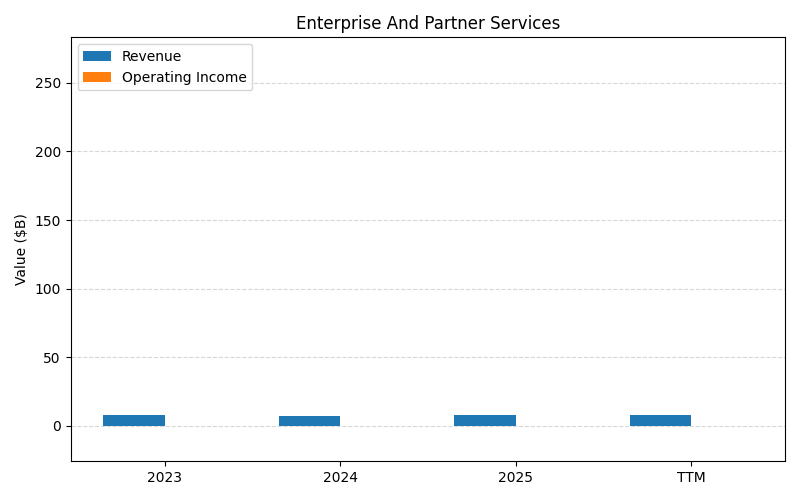 Enterprise And Partner Services
Revenue
Operating Income
Value ($B)
250
200
150
100
50
0
2023 2024 2025 TTM